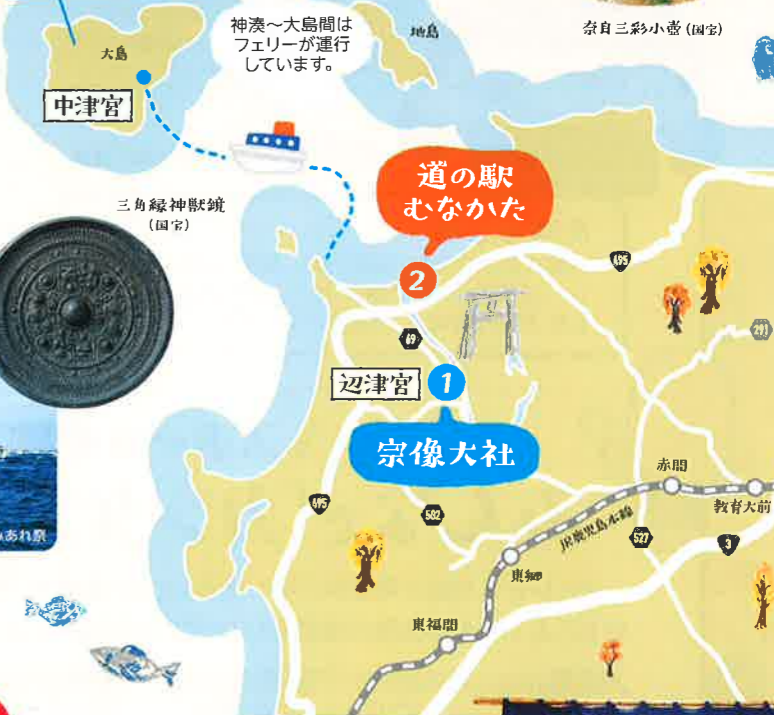 神湊~大島間は
フェリーが運行
しています。
大島
地島
奈良三彩小壺(国宝)
中津宮
三角縁神獣鏡
(国宝)
道の駅
むなかた
2
495
69
291
辺津宮
1
宗像大社
495
502
赤間
教育大前
JR鹿児島本線
527
3
東郷
東福間